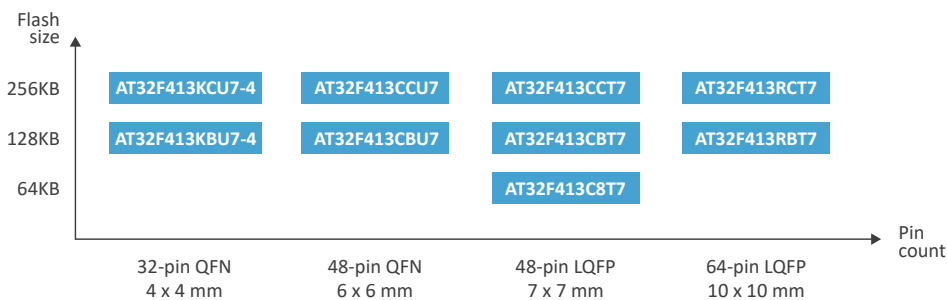 Flash
size
256KB
AT32F413KCU7-4
AT32F413CCU7
AT32F413CCT7
AT32F413RCT7
128KB
AT32F413KBU7-4
AT32F413CBU7
AT32F413CBT7
AT32F413RBT7
64KB
AT32F413C8T7
Pin
count
32-pin QFN
4 x 4 mm
48-pin QFN
6 x 6 mm
48-pin LQFP
7 x 7 mm
64-pin LQFP
10 x 10 mm